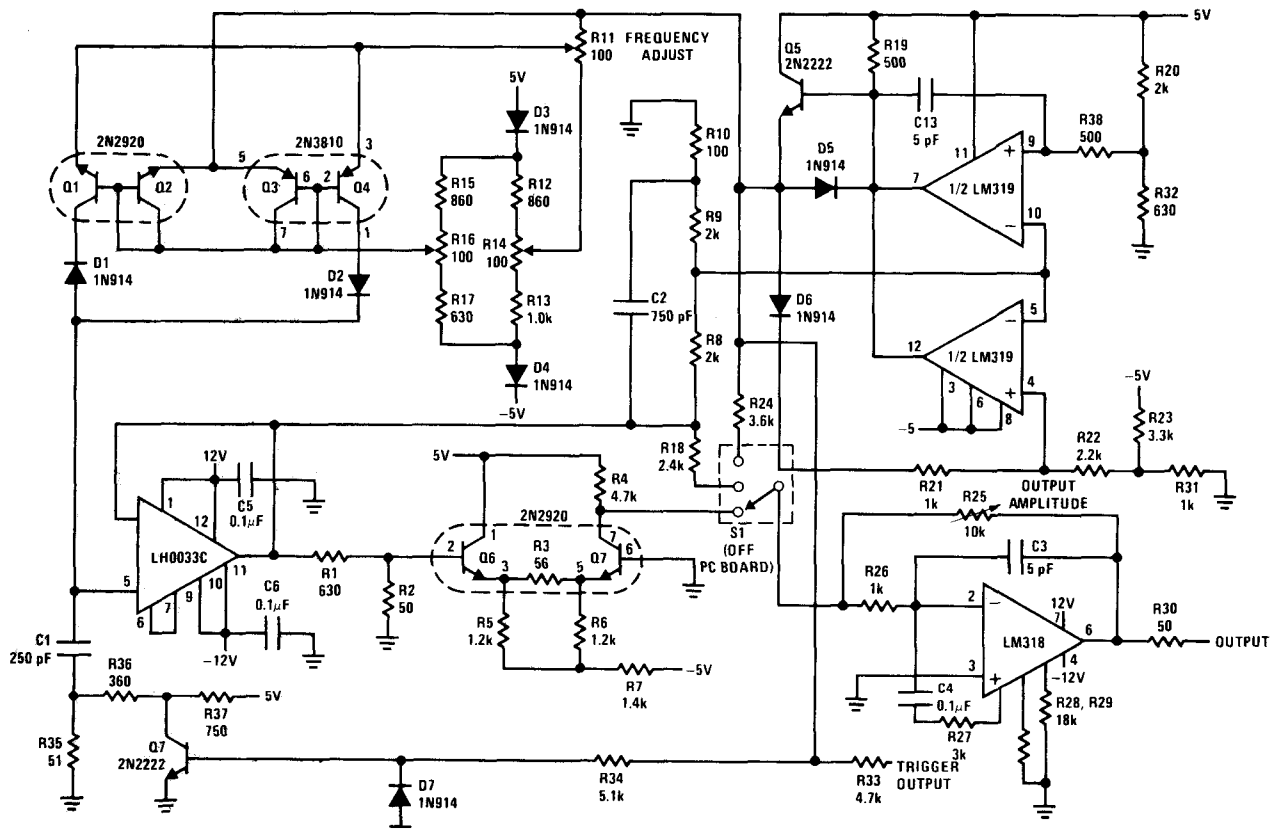 5V
R11
100
FREQUENCY
ADJUST
Q5
2N2222
R19
500
R20
2k
5V
D3
1N914
R10
100
C13
5 pF
R38
500
2N2920
2N3810
5
3
Q1
Q2
Q3
6
2
Q4
7
1
D5
1N914
11
9
+
7
1/2 LM319
−
10
R32
630
R15
860
R12
860
R9
2k
R16
100
R14
100
D1
1N914
D2
1N914
R17
630
R13
1.0k
C2
750 pF
D6
1N914
R8
2k
5
−
12
1/2 LM319
4
+
3
6
8
−5
D4
1N914
−5V
−5V
R23
3.3k
R24
3.6k
R22
2.2k
R18
2.4k
R21
1k
OUTPUT
AMPLITUDE
R31
1k
12V
5V
R4
4.7k
1
C5
0.1μF
12
2N2920
S1
(OFF
PC BOARD)
R25
10k
LH0033C
11
10
9
5
6
7
C6
0.1μF
R1
630
R2
50
2
1
Q6
3
R3
56
5
Q7
7
6
C3
5 pF
R26
1k
2
−
12V
7
6
LM318
R30
50
OUTPUT
4
−12V
3
+
R5
1.2k
R6
1.2k
−5V
R7
1.4k
C1
250 pF
−12V
R36
360
5V
R37
750
C4
0.1μF
R27
3k
R28, R29
18k
R35
51
Q7
2N2222
D7
1N914
R34
5.1k
R33
4.7k
TRIGGER
OUTPUT